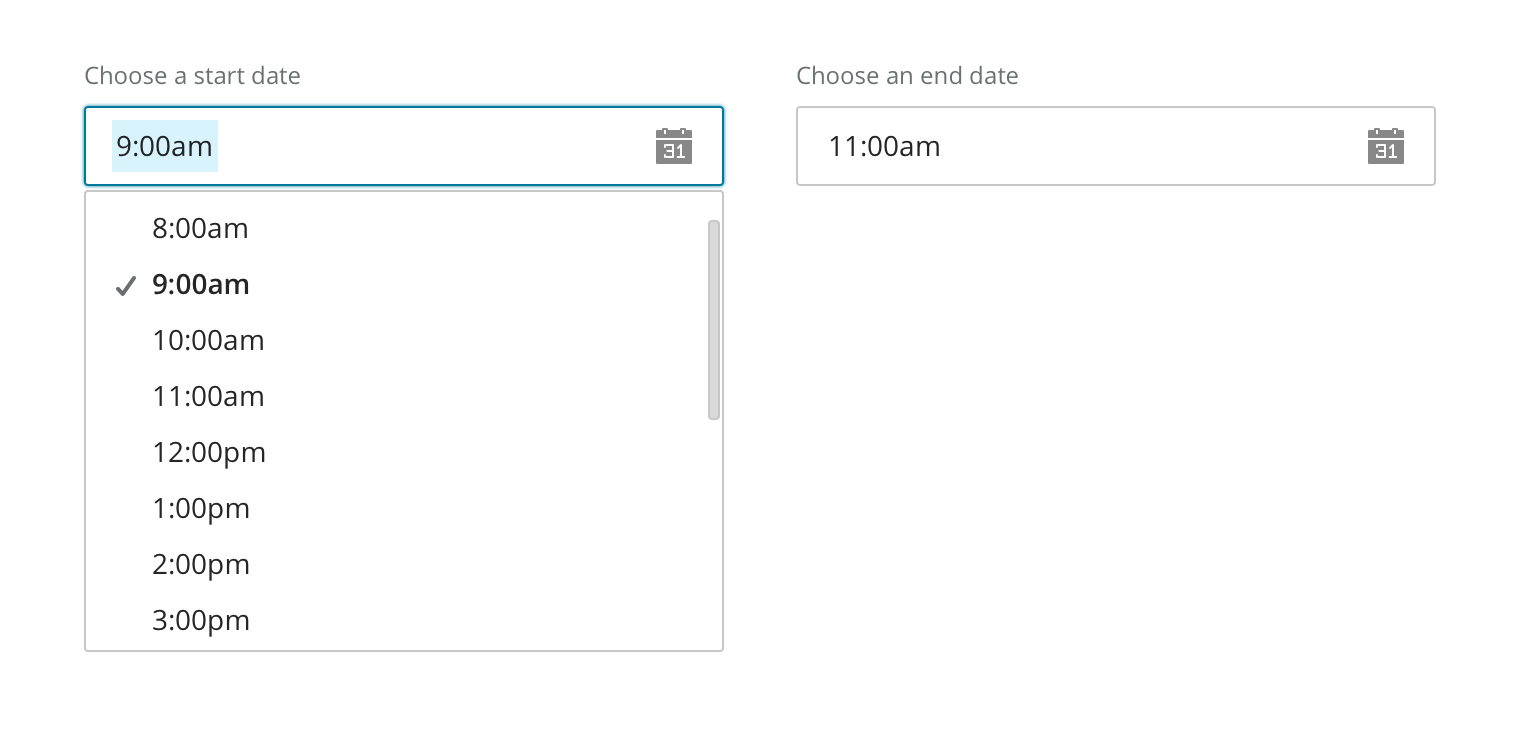 Choose a start date
9:00am
31
8:00am
9:00am
10:00am
11:00am
12:00pm
1:00pm
2:00pm
3:00pm
Choose an end date
11:00am
31